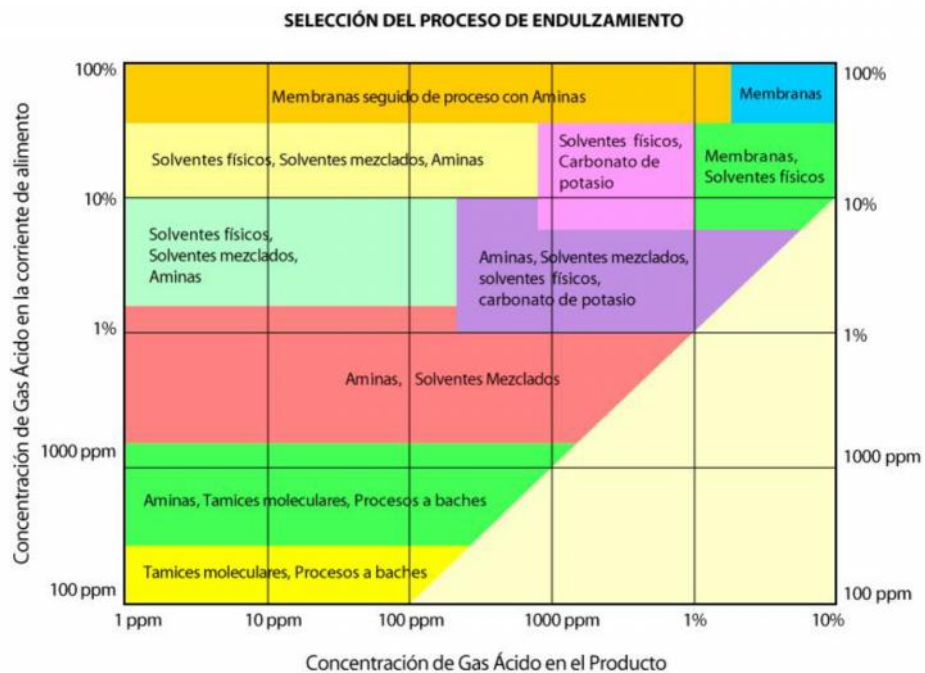 SELECCIÓN DEL PROCESO DE ENDULZAMIENTO
Concentración de Gas Ácido en la corriente de alimento
100%
10%
1%
1000 ppm
100 ppm
Membranas seguido de proceso con Aminas
Membranas
Solventes físicos, Solventes mezclados, Aminas
Solventes físicos,
Carbonato de
potasio
Membranas,
Solventes físicos
Solventes físicos,
Solventes mezclados,
Aminas
Aminas, Solventes mezclados,
solventes físicos,
carbonato de potasio
Aminas, Solventes Mezclados
Aminas, Tamices moleculares, Procesos a baches
Tamices moleculares, Procesos a baches
100%
10%
1%
1000 ppm
100 ppm
1 ppm
10 ppm
100 ppm
1000 ppm
1%
10%
Concentración de Gas Ácido en el Producto